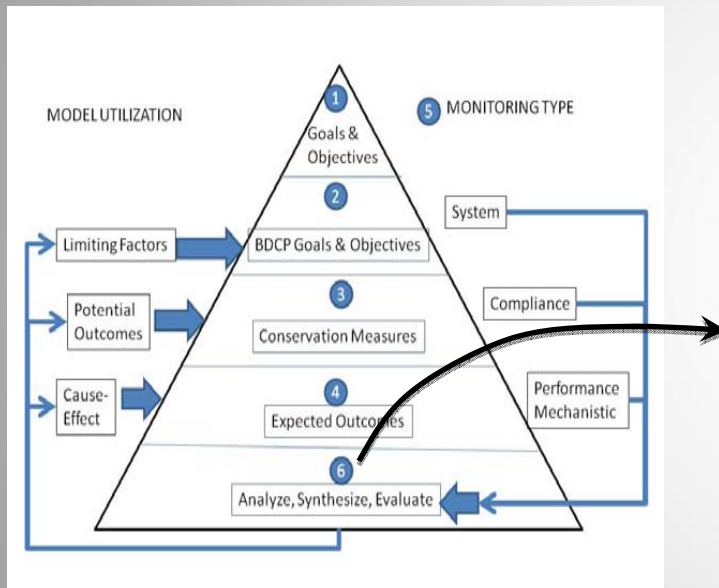 MODEL UTILIZATION
5 MONITORING TYPE
1
Goals &
Objectives
2
BDCP Goals & Objectives
3
Conservation Measures
4
Expected Outcomes
6
Analyze, Synthesize, Evaluate
Limiting Factors
Potential
Outcomes
Cause-
Effect
System
Compliance
Performance
Mechanistic